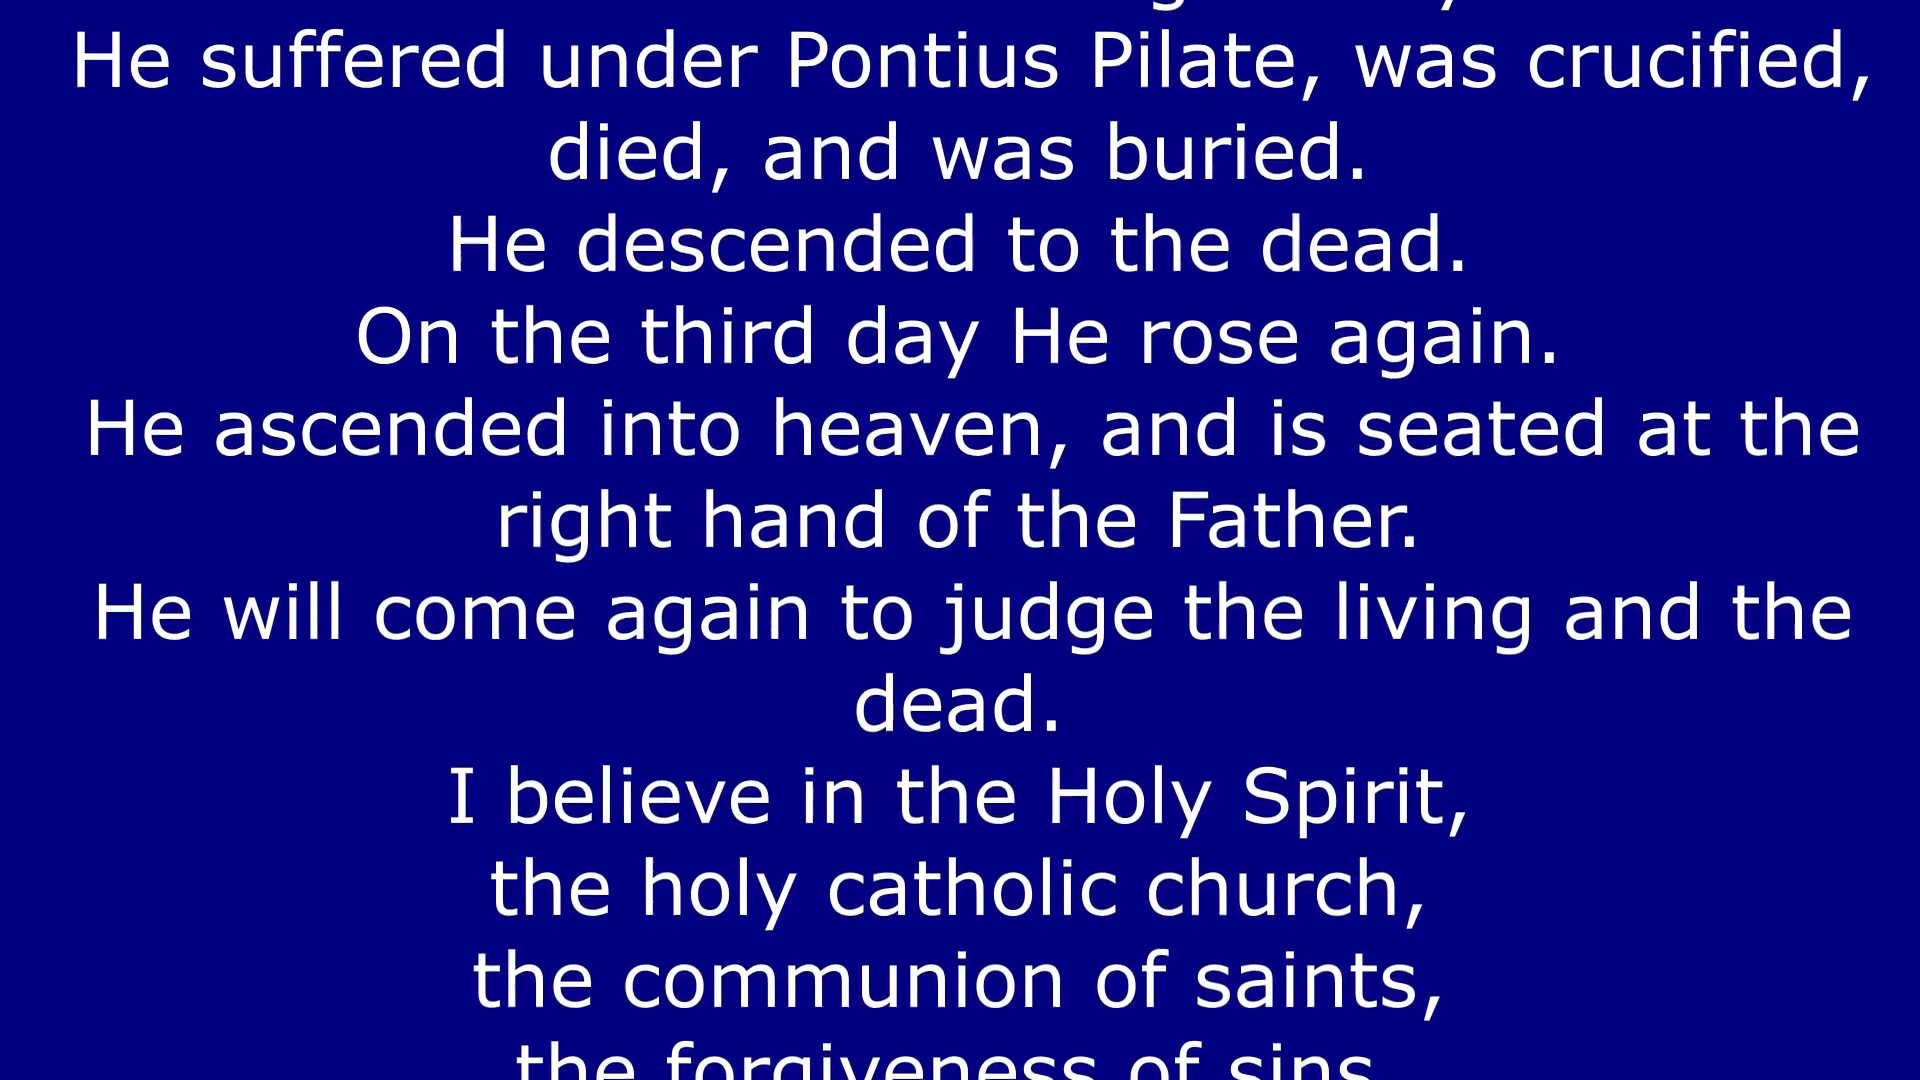 He suffered under Pontius Pilate, was crucified,
died, and was buried.
He descended to the dead.
On the third day He rose again.
He ascended into heaven, and is seated at the
right hand of the Father.
He will come again to judge the living and the
dead.
I believe in the Holy Spirit,
the holy catholic church,
the communion of saints,
the forgiveness of sins